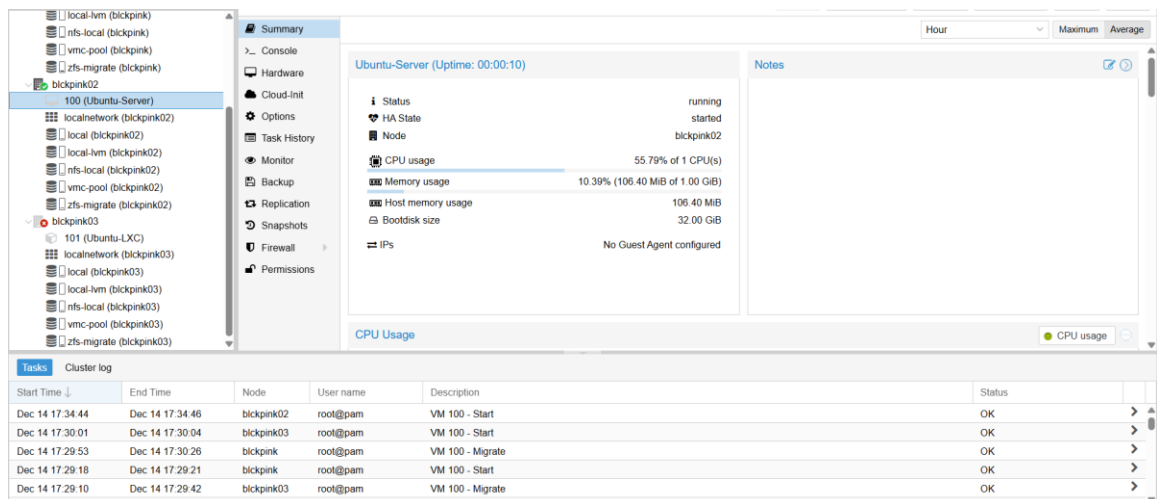 local-lvm (blckpink)
nfs-local (blckpink)
vmc-pool (blckpink)
zfs-migrate (blckpink)
blckpink02
100 (Ubuntu-Server)
localnetwork (blckpink02)
local (blckpink02)
local-lvm (blckpink02)
nfs-local (blckpink02)
vmc-pool (blckpink02)
zfs-migrate (blckpink02)
blckpink03
101 (Ubuntu-LXC)
localnetwork (blckpink03)
local (blckpink03)
local-lvm (blckpink03)
nfs-local (blckpink03)
vmc-pool (blckpink03)
zfs-migrate (blckpink03)
Summary
Console
Hardware
Cloud-Init
Options
Task History
Monitor
Backup
Replication
Snapshots
Firewall
Permissions
Hour Maximum Average
Ubuntu-Server (Uptime: 00:00:10)
Status running
HA State started
Node blckpink02
CPU usage 55.79% of 1 CPU(s)
Memory usage 10.39% (106.40 MiB of 1.00 GiB)
Host memory usage 106.40 MiB
Bootdisk size 32.00 GiB
IPs No Guest Agent configured
Notes
CPU Usage CPU usage
Tasks Cluster log
Start Time End Time Node User name Description Status
Dec 14 17:34:44 Dec 14 17:34:46 blckpink02 root@pam VM 100 - Start OK
Dec 14 17:30:01 Dec 14 17:30:04 blckpink03 root@pam VM 100 - Start OK
Dec 14 17:29:53 Dec 14 17:30:26 blckpink root@pam VM 100 - Migrate OK
Dec 14 17:29:18 Dec 14 17:29:21 blckpink root@pam VM 100 - Start OK
Dec 14 17:29:10 Dec 14 17:29:42 blckpink03 root@pam VM 100 - Migrate OK